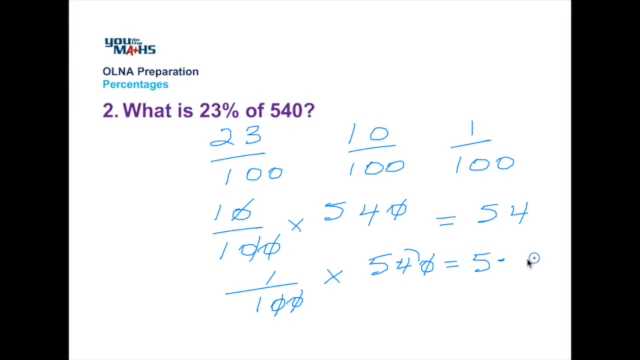 you do the
MATHS
OLNA Preparation
Percentages
2. What is 23% of 540?
23/100 10/100 1/100
10/100 × 540 = 54
1/100 × 540 = 5.